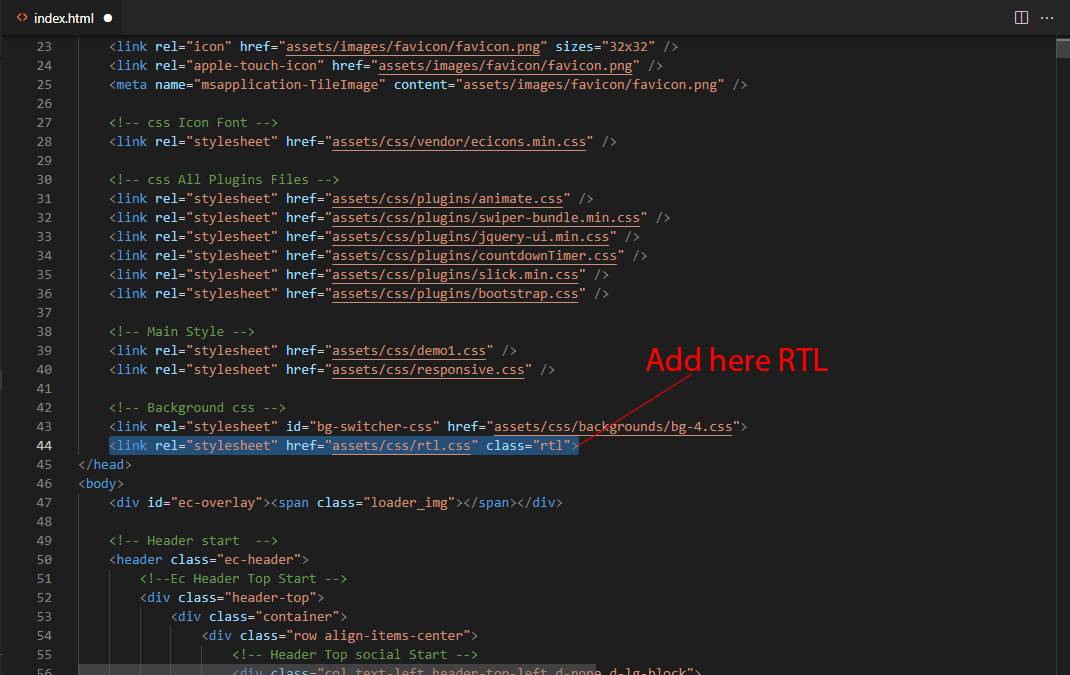 index.html
23 <link rel="icon" href="assets/images/favicon/favicon.png" sizes="32x32" />
24 <link rel="apple-touch-icon" href="assets/images/favicon/favicon.png" />
25 <meta name="msapplication-TileImage" content="assets/images/favicon/favicon.png" />
26
27 <!-- css Icon Font -->
28 <link rel="stylesheet" href="assets/css/vendor/ecicons.min.css" />
29
30 <!-- css All Plugins Files -->
31 <link rel="stylesheet" href="assets/css/plugins/animate.css" />
32 <link rel="stylesheet" href="assets/css/plugins/swiper-bundle.min.css" />
33 <link rel="stylesheet" href="assets/css/plugins/jquery-ui.min.css" />
34 <link rel="stylesheet" href="assets/css/plugins/countdownTimer.css" />
35 <link rel="stylesheet" href="assets/css/plugins/slick.min.css" />
36 <link rel="stylesheet" href="assets/css/plugins/bootstrap.css" />
37
38 <!-- Main Style -->
39 <link rel="stylesheet" href="assets/css/demo1.css" />
Add here RTL
40 <link rel="stylesheet" href="assets/css/responsive.css" />
41
42 <!-- Background css -->
43 <link rel="stylesheet" id="bg-switcher-css" href="assets/css/backgrounds/bg-4.css">
44 <link rel="stylesheet" href="assets/css/rtl.css" class="rtl">
45 </head>
46 <body>
47 <div id="ec-overlay"><span class="loader_img"></span></div>
48
49 <!-- Header start  -->
50 <header class="ec-header">
51 <!--Ec Header Top Start -->
52 <div class="header-top">
53 <div class="container">
54 <div class="row align-items-center">
55 <!-- Header Top social Start -->
56 <div class="col text-left header-top-left d-none d-lg-block">